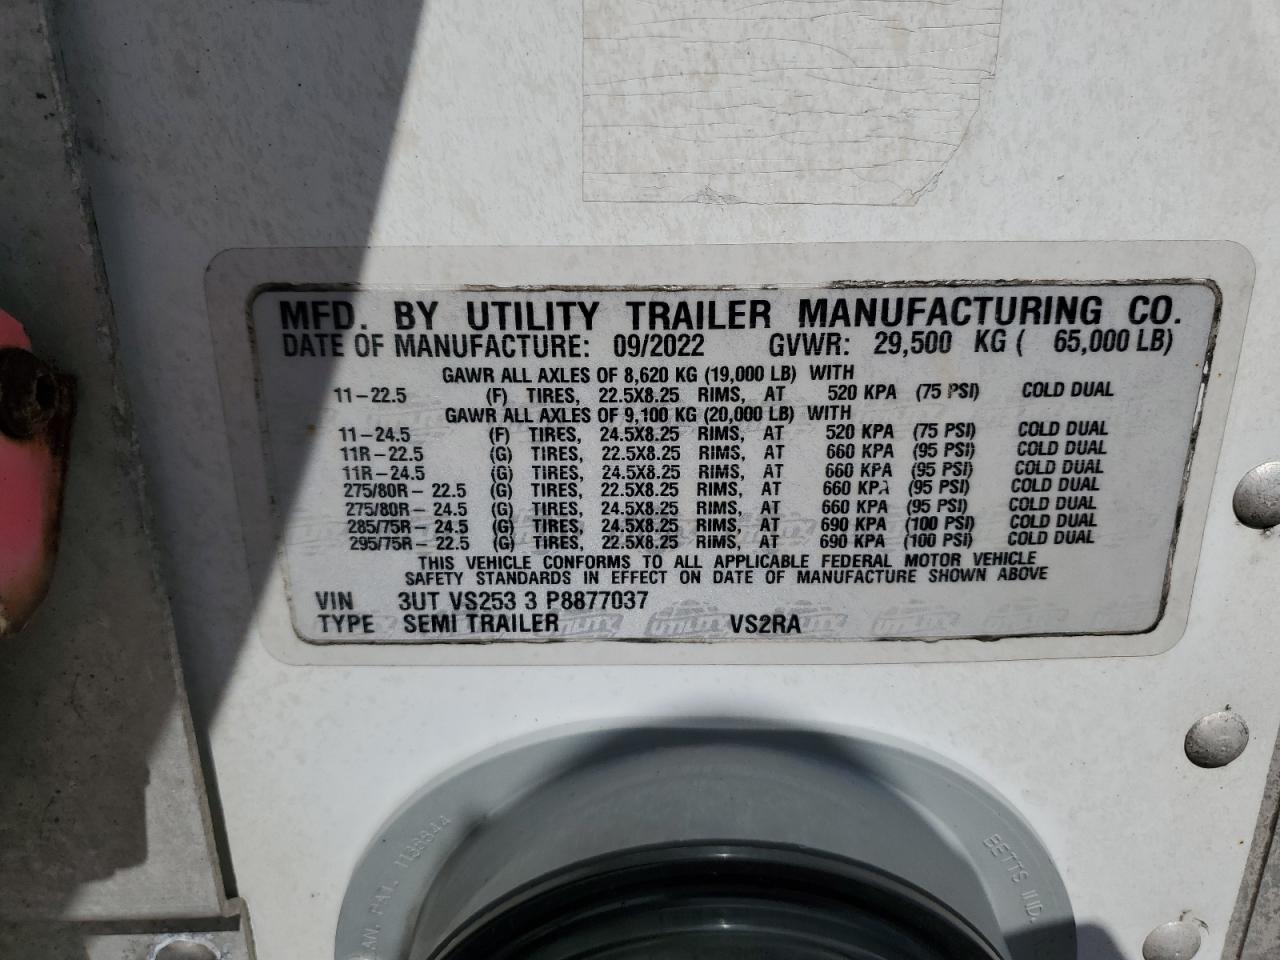 MFD. BY UTILITY TRAILER MANUFACTURING CO.
DATE OF MANUFACTURE: 09/2022 GVWR: 29,500 KG ( 65,000 LB)
GAWR ALL AXLES OF 8,620 KG (19,000 LB) WITH
11-22.5 (F) TIRES, 22.5X8.25 RIMS, AT 520 KPA (75 PSI) COLD DUAL
GAWR ALL AXLES OF 9,100 KG (20,000 LB) WITH
11-24.5 (F) TIRES, 24.5X8.25 RIMS, AT 520 KPA (75 PSI) COLD DUAL
11R-22.5 (G) TIRES, 22.5X8.25 RIMS, AT 660 KPA (95 PSI) COLD DUAL
11R-24.5 (G) TIRES, 24.5X8.25 RIMS, AT 660 KPA (95 PSI) COLD DUAL
275/80R-22.5 (G) TIRES, 22.5X8.25 RIMS, AT 660 KPA (95 PSI) COLD DUAL
275/80R-24.5 (G) TIRES, 24.5X8.25 RIMS, AT 660 KPA (95 PSI) COLD DUAL
285/75R-24.5 (G) TIRES, 24.5X8.25 RIMS, AT 690 KPA (100 PSI) COLD DUAL
295/75R-22.5 (G) TIRES, 22.5X8.25 RIMS, AT 690 KPA (100 PSI) COLD DUAL
THIS VEHICLE CONFORMS TO ALL APPLICABLE FEDERAL MOTOR VEHICLE
SAFETY STANDARDS IN EFFECT ON DATE OF MANUFACTURE SHOWN ABOVE
VIN 3UT VS253 3 P8877037
TYPE SEMI TRAILER VS2RA
AN. PAT. 1138844
BETTS IND.